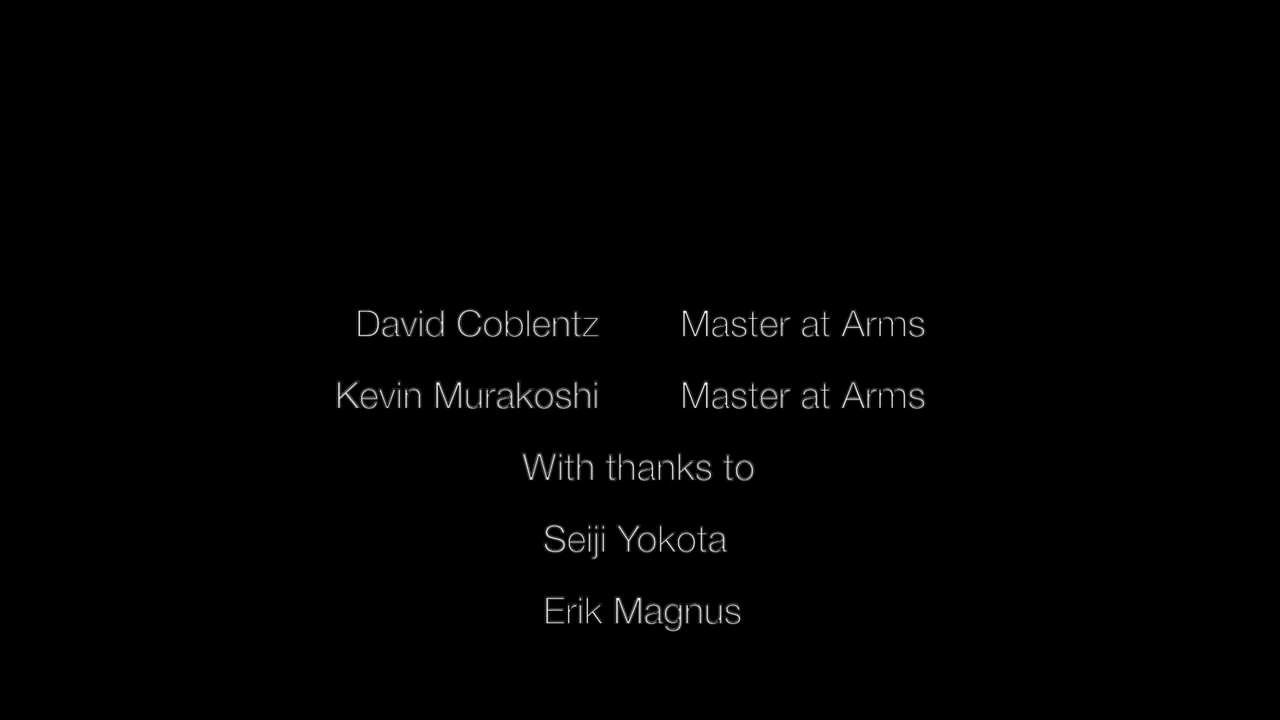 David Coblentz Master at Arms
Kevin Murakoshi Master at Arms
With thanks to
Seiji Yokota
Erik Magnus